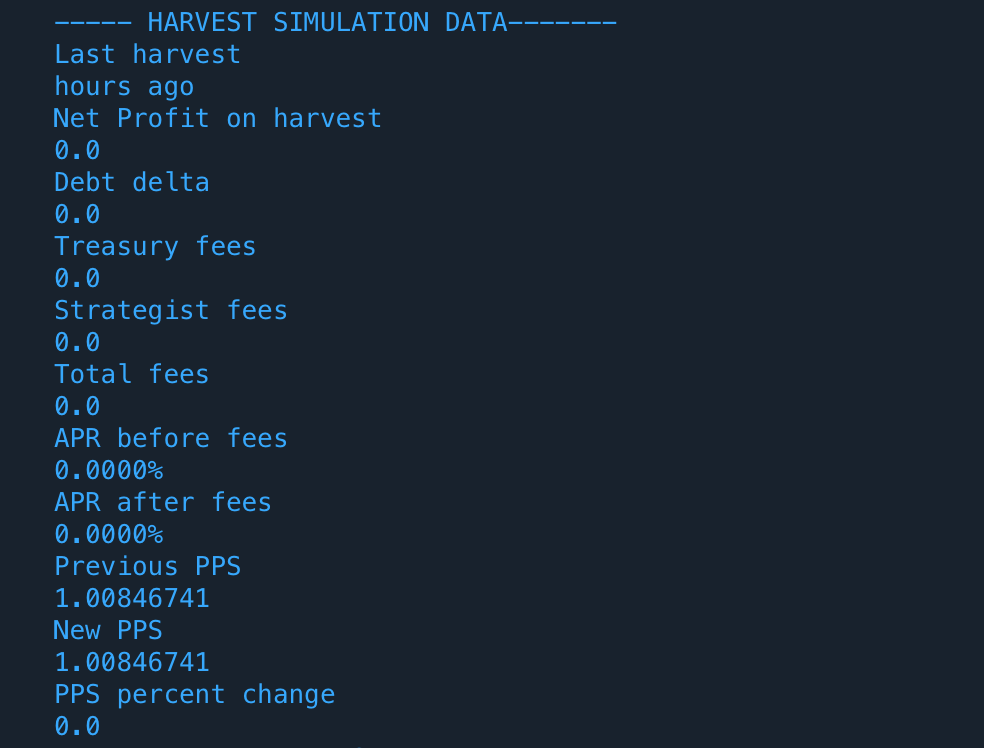 ----- HARVEST SIMULATION DATA-------
Last harvest
hours ago
Net Profit on harvest
0.0
Debt delta
0.0
Treasury fees
0.0
Strategist fees
0.0
Total fees
0.0
APR before fees
0.0000%
APR after fees
0.0000%
Previous PPS
1.00846741
New PPS
1.00846741
PPS percent change
0.0